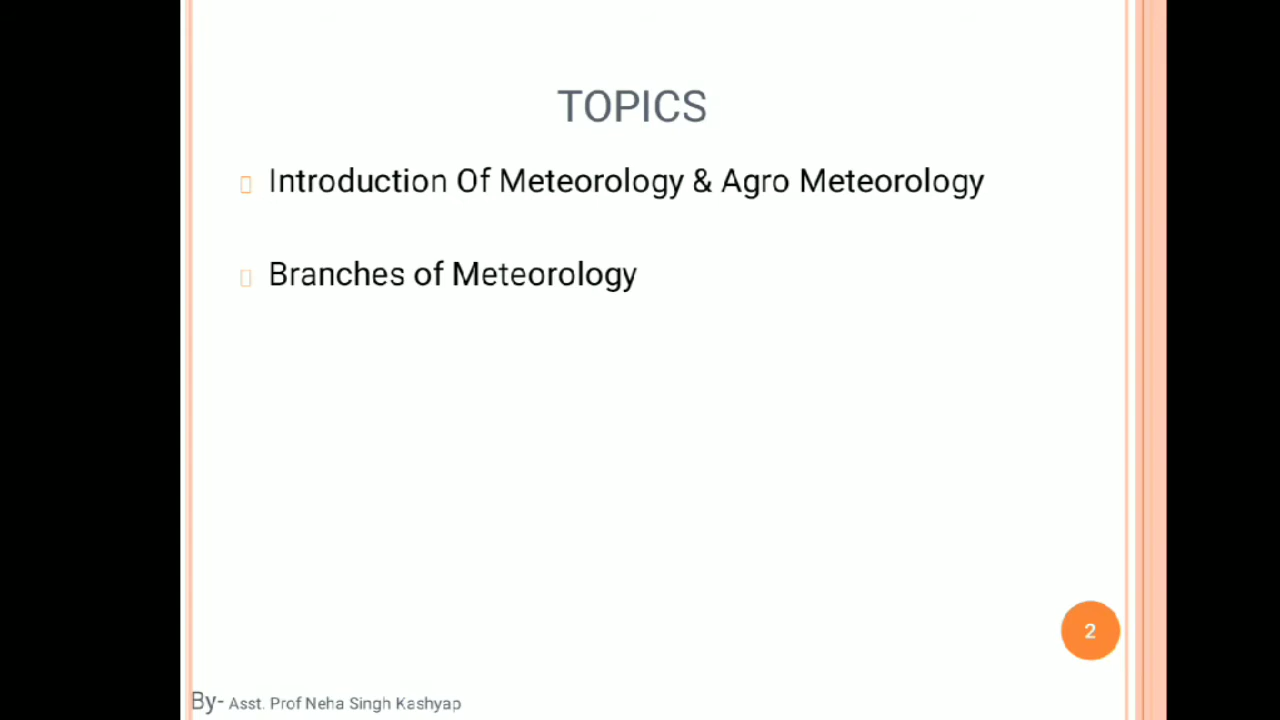 TOPICS
Introduction Of Meteorology & Agro Meteorology
Branches of Meteorology
2
By- Asst. Prof Neha Singh Kashyap